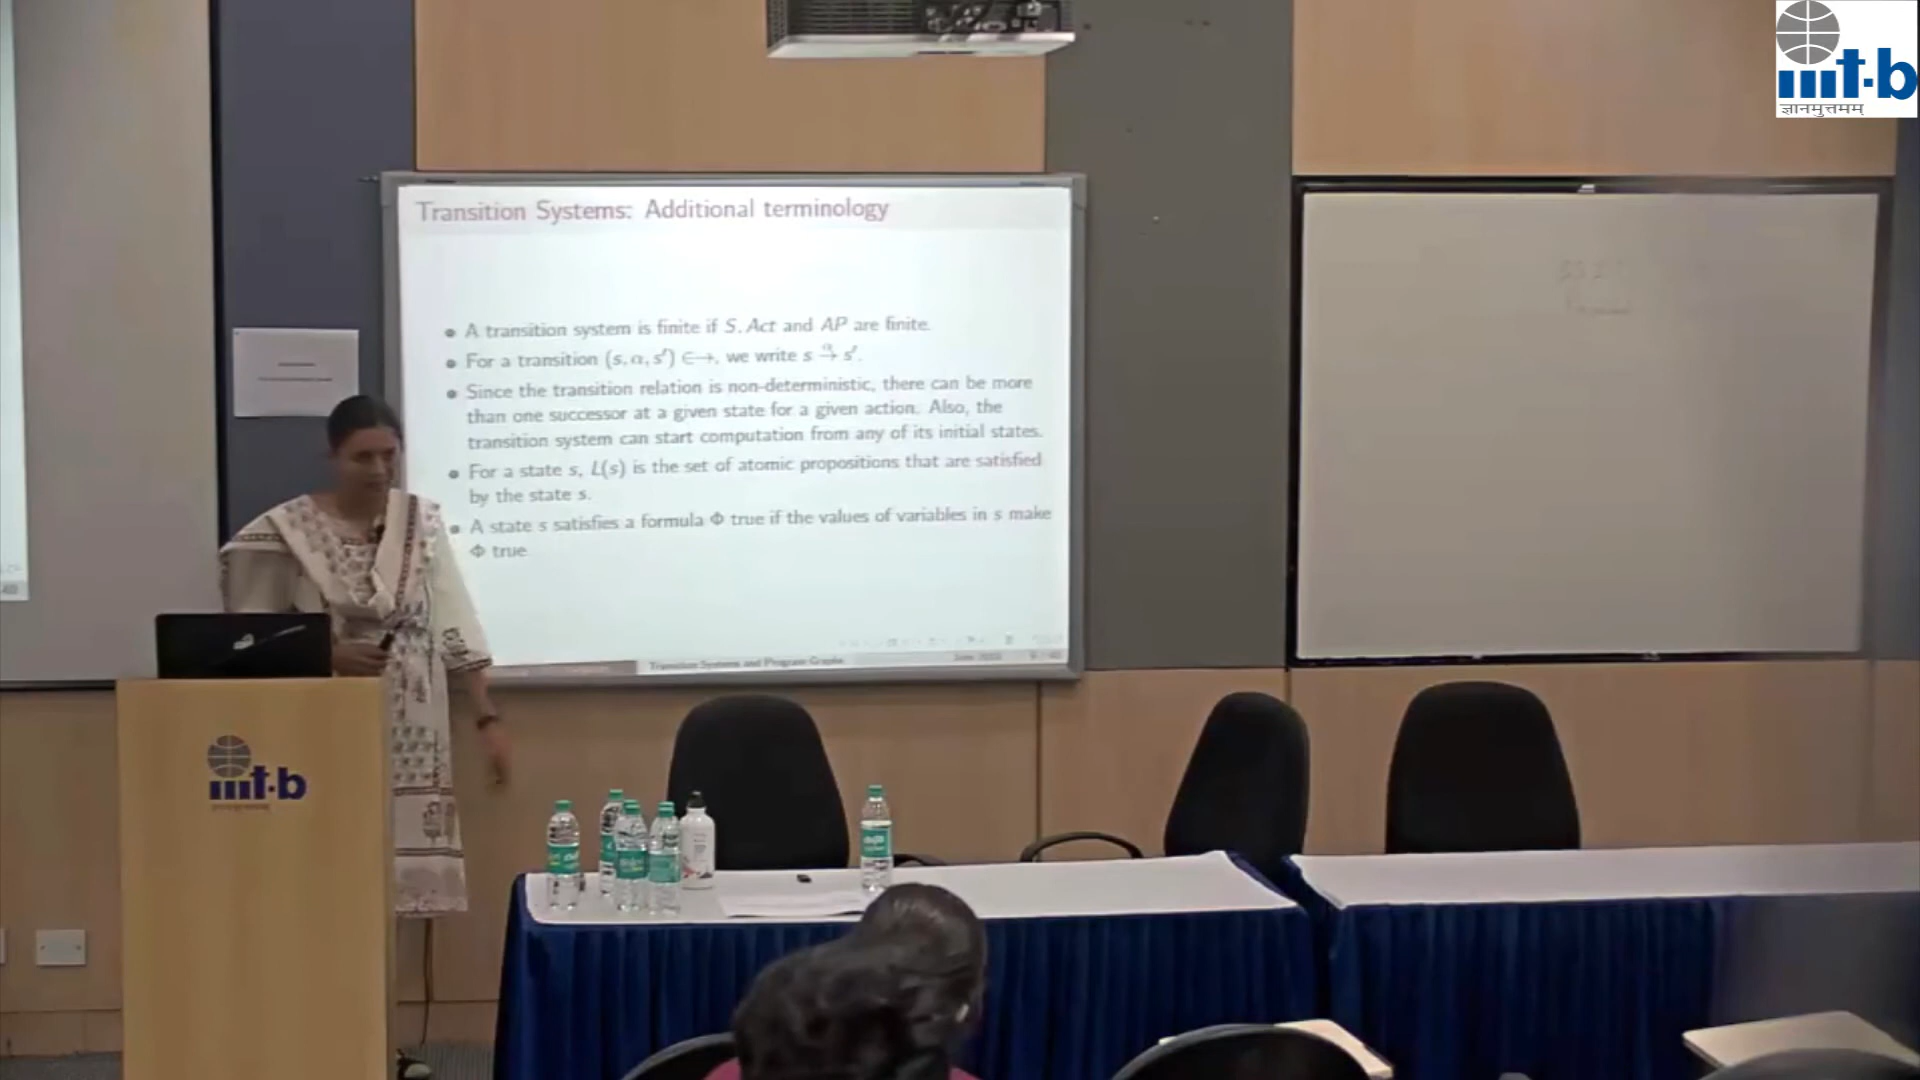 iiit-b
ज्ञानमुत्तमम्
Transition Systems: Additional terminology
A transition system is finite if S, Act and AP are finite.
For a transition (s, α, s′) ∈→, we write s →α s′.
Since the transition relation is non-deterministic, there can be more
than one successor at a given state for a given action. Also, the
transition system can start computation from any of its initial states.
For a state s, L(s) is the set of atomic propositions that are satisfied
by the state s.
A state s satisfies a formula Φ true if the values of variables in s make
Φ true.
Transition Systems and Program Graphs
iiit-b